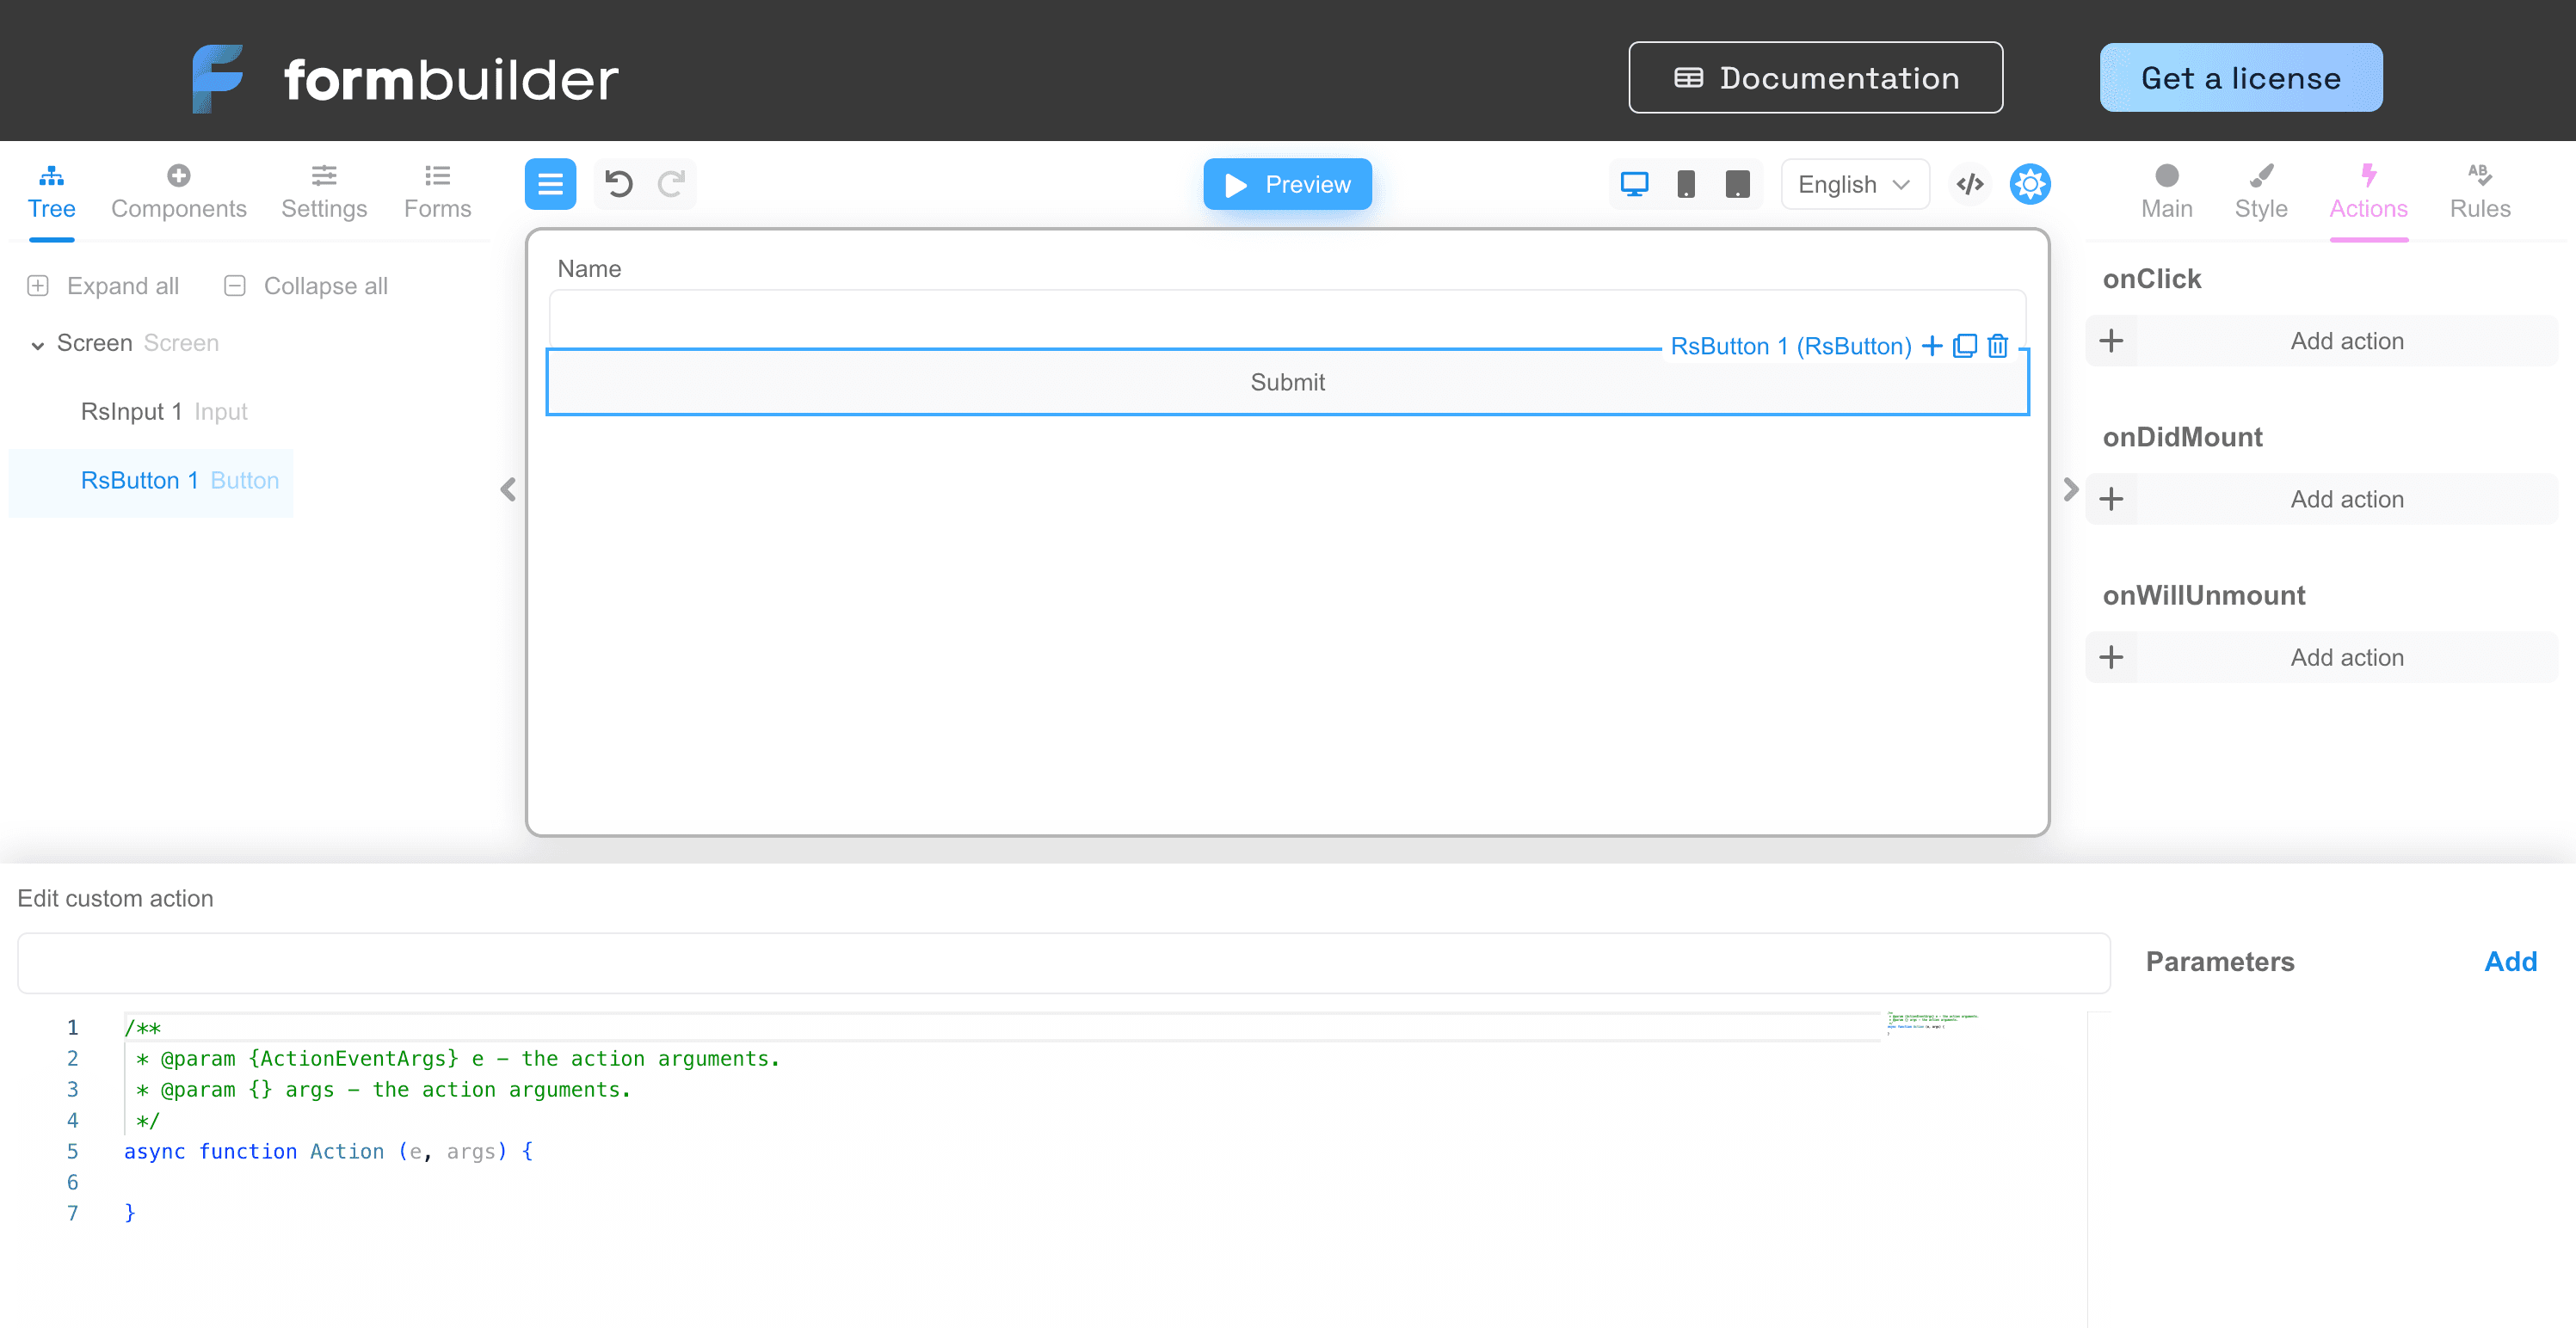 formbuilder
Documentation
Get a license
Tree
Components
Settings
Forms
Preview
English
Main
Style
Actions
Rules
Expand all
Collapse all
Screen Screen
RsInput 1 Input
RsButton 1 Button
Name
RsButton 1 (RsButton)
Submit
onClick
Add action
onDidMount
Add action
onWillUnmount
Add action
Edit custom action
Parameters
Add
1 /**
2 * @param {ActionEventArgs} e – the action arguments.
3 * @param {} args – the action arguments.
4 */
5 async function Action (e, args) {
6
7 }